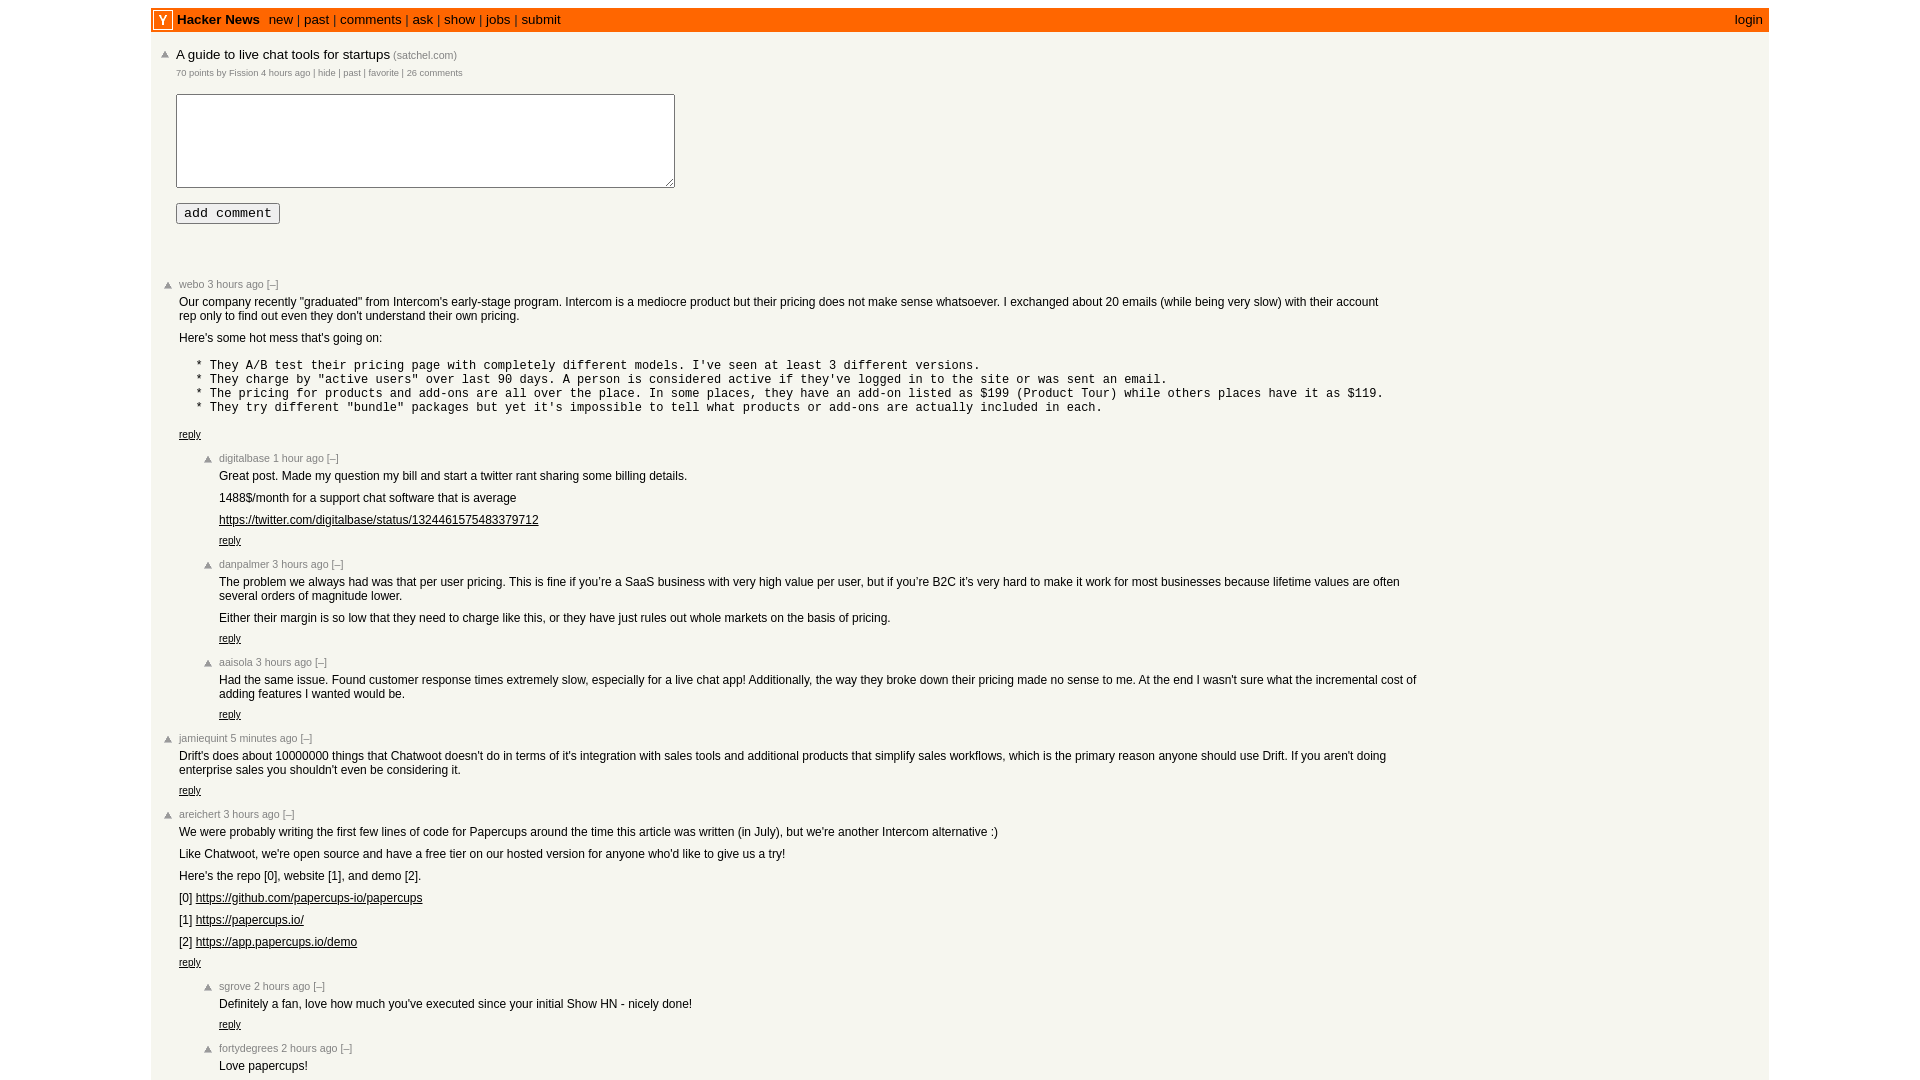 Y Hacker News new | past | comments | ask | show | jobs | submit login
A guide to live chat tools for startups (satchel.com)
70 points by Fission 4 hours ago | hide | past | favorite | 26 comments
add comment
webo 3 hours ago [–]
Our company recently "graduated" from Intercom's early-stage program. Intercom is a mediocre product but their pricing does not make sense whatsoever. I exchanged about 20 emails (while being very slow) with their account
rep only to find out even they don't understand their own pricing.
Here's some hot mess that's going on:
* They A/B test their pricing page with completely different models. I've seen at least 3 different versions.
* They charge by "active users" over last 90 days. A person is considered active if they've logged in to the site or was sent an email.
* The pricing for products and add-ons are all over the place. In some places, they have an add-on listed as $199 (Product Tour) while others places have it as $119.
* They try different "bundle" packages but yet it's impossible to tell what products or add-ons are actually included in each.
reply
digitalbase 1 hour ago [–]
Great post. Made my question my bill and start a twitter rant sharing some billing details.
1488$/month for a support chat software that is average
https://twitter.com/digitalbase/status/1324461575483379712
reply
danpalmer 3 hours ago [–]
The problem we always had was that per user pricing. This is fine if you’re a SaaS business with very high value per user, but if you’re B2C it’s very hard to make it work for most businesses because lifetime values are often
several orders of magnitude lower.
Either their margin is so low that they need to charge like this, or they have just rules out whole markets on the basis of pricing.
reply
aaisola 3 hours ago [–]
Had the same issue. Found customer response times extremely slow, especially for a live chat app! Additionally, the way they broke down their pricing made no sense to me. At the end I wasn't sure what the incremental cost of
adding features I wanted would be.
reply
jamiequint 5 minutes ago [–]
Drift's does about 10000000 things that Chatwoot doesn't do in terms of it's integration with sales tools and additional products that simplify sales workflows, which is the primary reason anyone should use Drift. If you aren't doing
enterprise sales you shouldn't even be considering it.
reply
areichert 3 hours ago [–]
We were probably writing the first few lines of code for Papercups around the time this article was written (in July), but we're another Intercom alternative :)
Like Chatwoot, we're open source and have a free tier on our hosted version for anyone who'd like to give us a try!
Here's the repo [0], website [1], and demo [2].
[0] https://github.com/papercups-io/papercups
[1] https://papercups.io/
[2] https://app.papercups.io/demo
reply
sgrove 2 hours ago [–]
Definitely a fan, love how much you've executed since your initial Show HN - nicely done!
reply
fortydegrees 2 hours ago [–]
Love papercups!